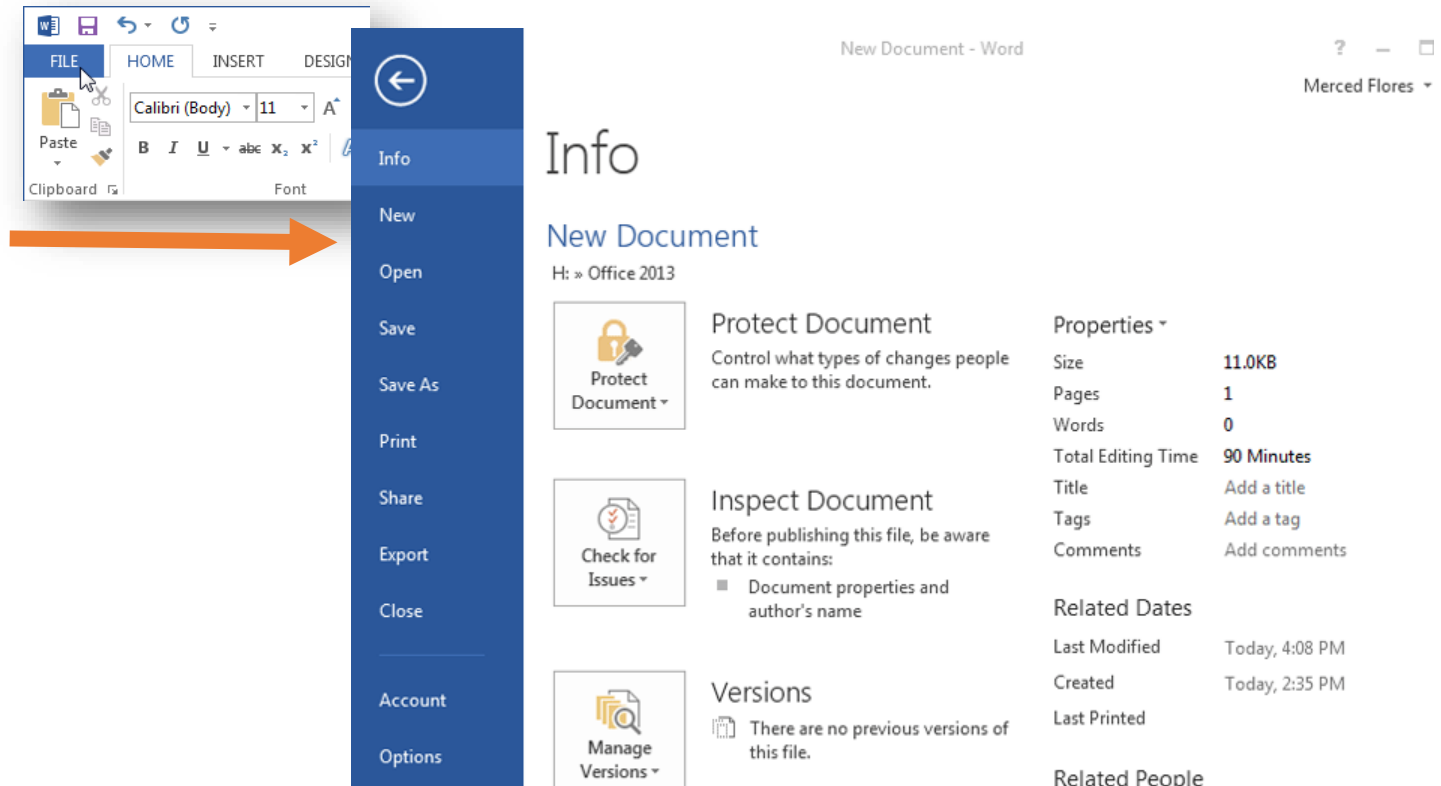 FILE HOME INSERT DESIGN
Calibri (Body) 11 A
Paste
B I U abc X₂ X²
Clipboard Font
New Document - Word
?
Merced Flores
Info
New
Open
Save
Save As
Print
Share
Export
Close
Account
Options
Info
New Document
H: » Office 2013
Protect
Document
Protect Document
Control what types of changes people
can make to this document.
Check for
Issues
Inspect Document
Before publishing this file, be aware
that it contains:
Document properties and
author's name
Manage
Versions
Versions
There are no previous versions of
this file.
Properties
Size 11.0KB
Pages 1
Words 0
Total Editing Time 90 Minutes
Title Add a title
Tags Add a tag
Comments Add comments
Related Dates
Last Modified Today, 4:08 PM
Created Today, 2:35 PM
Last Printed
Related People